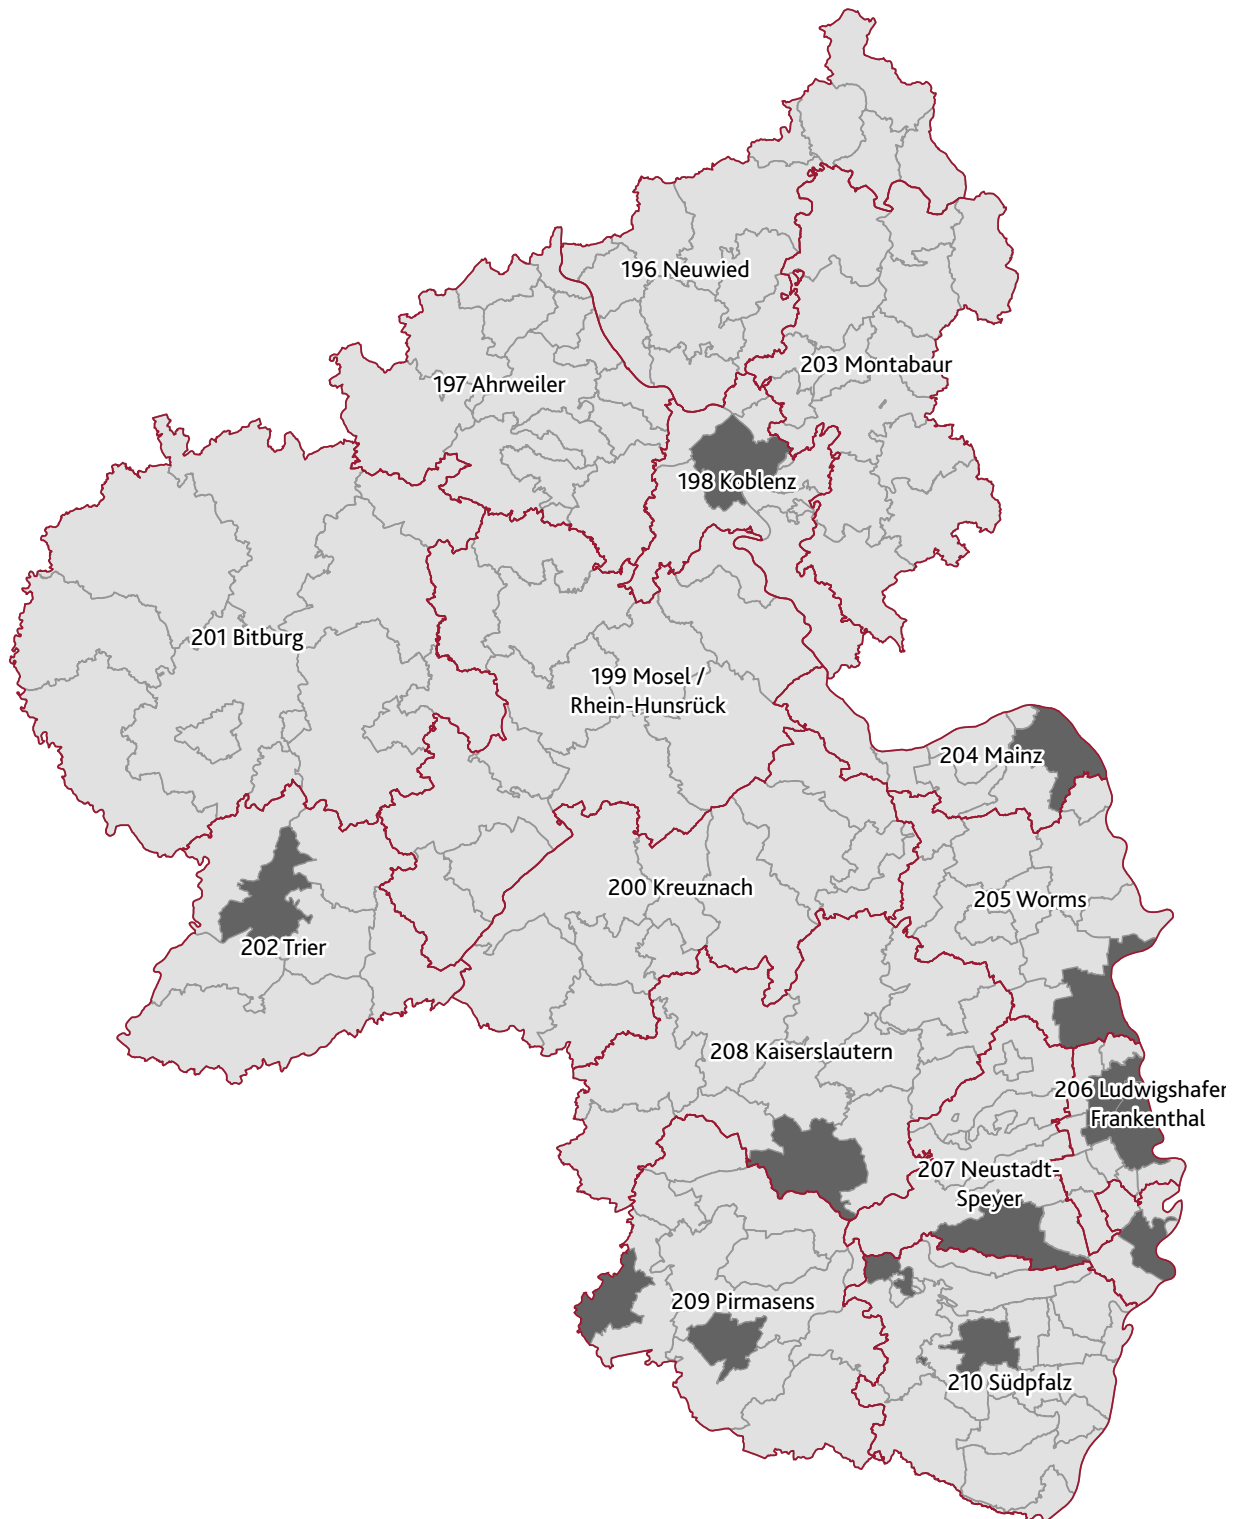 196 Neuwied
203 Montabaur
197 Ahrweiler
198 Koblenz
201 Bitburg
199 Mosel /
Rhein-Hunsrück
204 Mainz
200 Kreuznach
205 Worms
202 Trier
208 Kaiserslautern
206 Ludwigshafen
Frankenthal
207 Neustadt-
Speyer
209 Pirmasens
210 Südpfalz